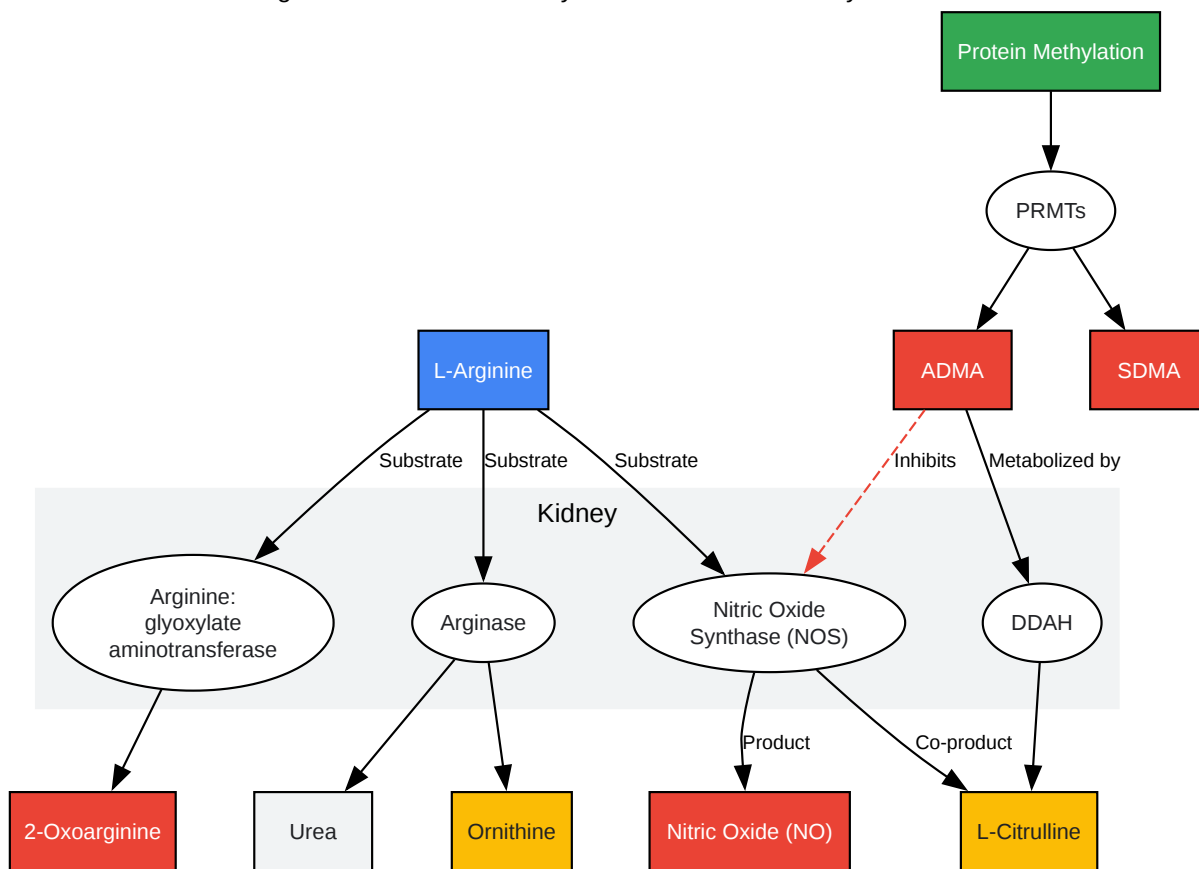 Protein Methylation
PRMTs
L-Arginine
ADMA
SDMA
Substrate
Substrate
Substrate
Inhibits
Metabolized by
Kidney
Arginine:
glyoxylate
aminotransferase
Arginase
Nitric Oxide
Synthase (NOS)
DDAH
Product
Co-product
2-Oxoarginine
Urea
Ornithine
Nitric Oxide (NO)
L-Citrulline